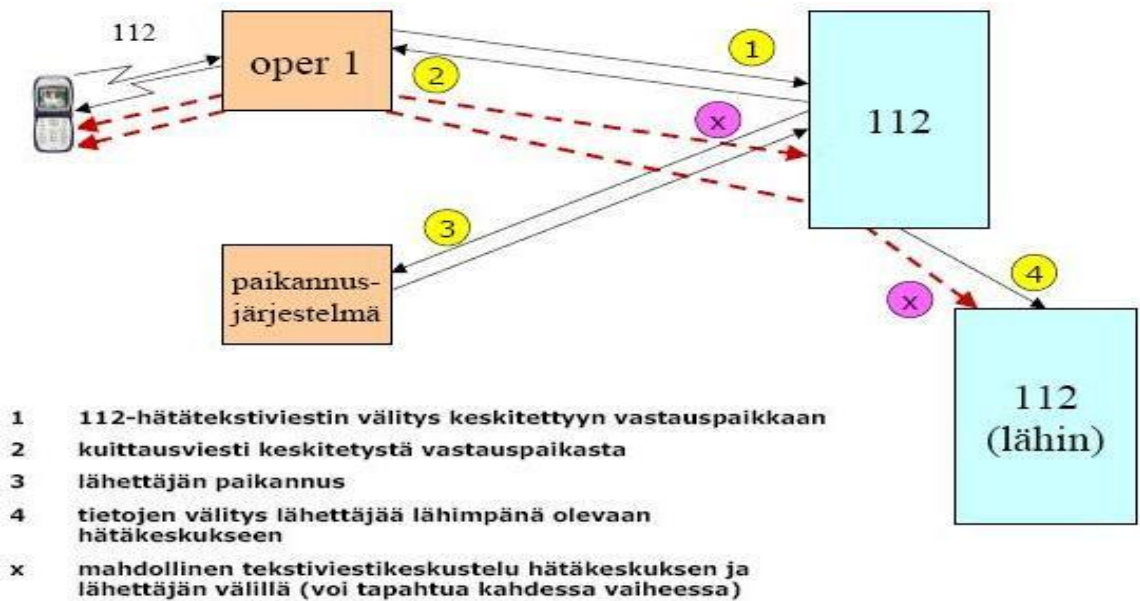 112
oper 1
1
2
x
112
3
paikannus-
järjestelmä
4
x
112
(lähin)
1 112-hätätekstiviestin välitys keskitettyyn vastauspaikkaan
2 kuittausviesti keskitetystä vastauspaikasta
3 lähettäjän paikannus
4 tietojen välitys lähettäjää lähimpänä olevaan
hätäkeskukseen
x mahdollinen tekstiviestikeskustelu hätäkeskuksen ja
lähettäjän välillä (voi tapahtua kahdessa vaiheessa)